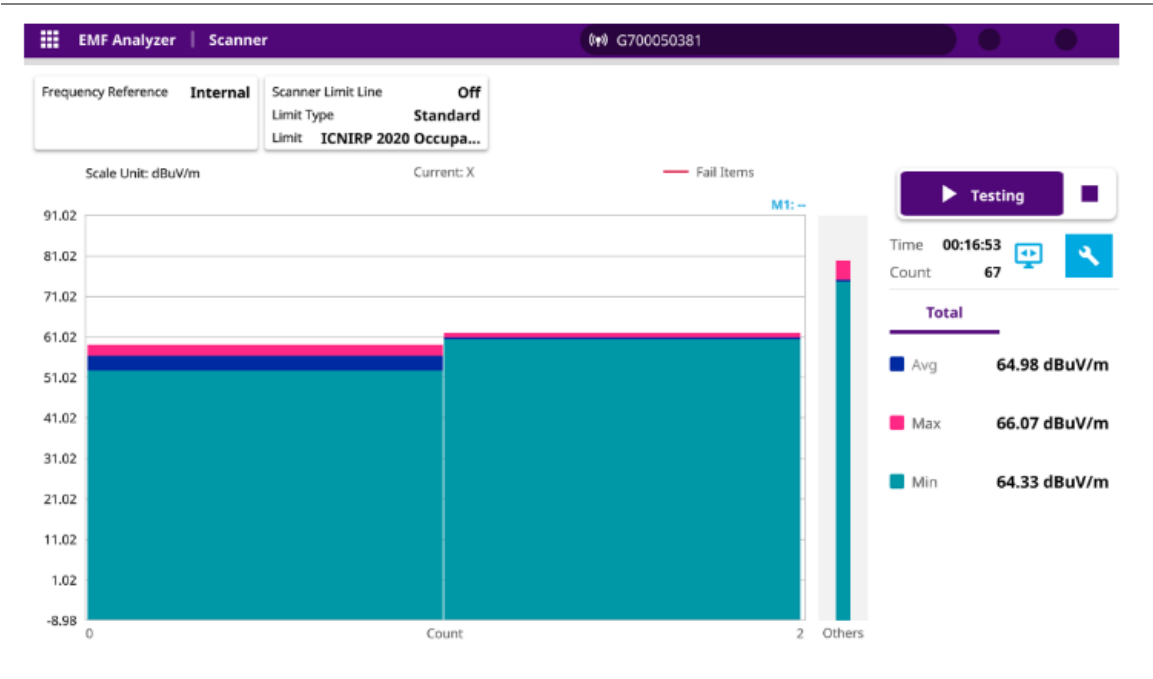 EMF Analyzer | Scanner
G700050381
Frequency Reference Internal
Scanner Limit Line Off
Limit Type Standard
Limit ICNIRP 2020 Occupa...
Scale Unit: dBuV/m
Current: X
Fail Items
M1: --
91.02
81.02
71.02
61.02
51.02
41.02
31.02
21.02
11.02
1.02
-8.98
0
Count
2
Others
Testing
Time 00:16:53
Count 67
Total
Avg 64.98 dBuV/m
Max 66.07 dBuV/m
Min 64.33 dBuV/m